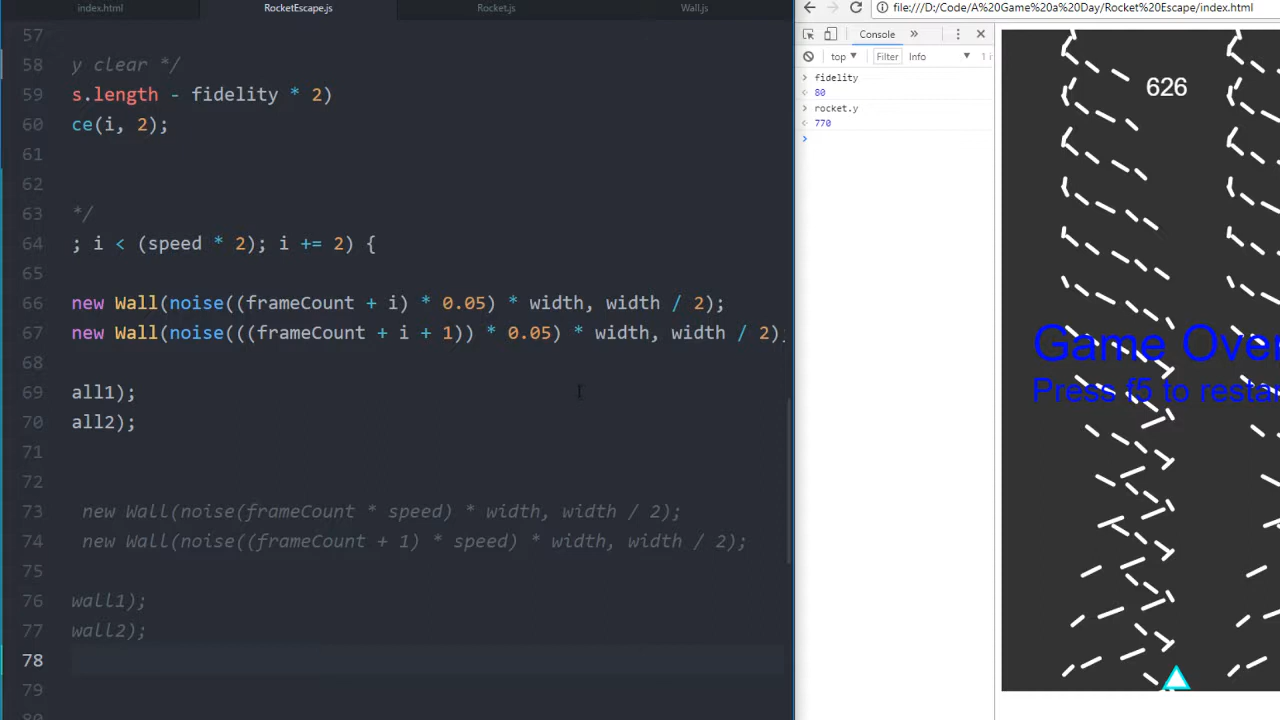 index.html
RocketEscape.js
Rocket.js
Wall.js
57
58 y clear */
59 s.length - fidelity * 2)
60 ce(i, 2);
61
62
63 */
64 ; i < (speed * 2); i += 2) {
65
66 new Wall(noise((frameCount + i) * 0.05) * width, width / 2);
67 new Wall(noise(((frameCount + i + 1)) * 0.05) * width, width / 2);
68
69 all1);
70 all2);
71
72
73 new Wall(noise(frameCount * speed) * width, width / 2);
74 new Wall(noise((frameCount + 1) * speed) * width, width / 2);
75
76 wall1);
77 wall2);
78
79
80
file:///D:/Code/A%20Game%20a%20Day/Rocket%20Escape/index.html
Console
top
Filter
Info
1
fidelity
80
rocket.y
770
626
Game Over
Press f5 to restar